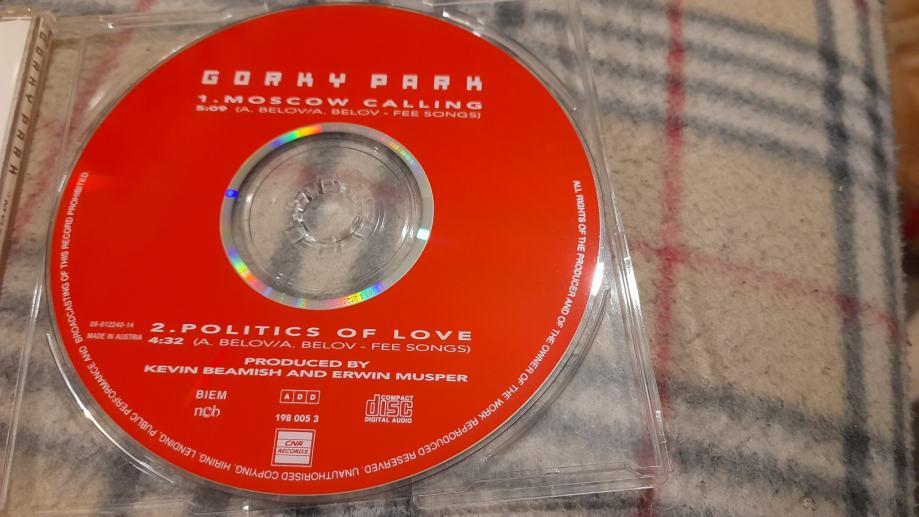 GORKY PARK
GORKY PARK
1.MOSCOW CALLING
5:09 (A. BELOV/A. BELOV - FEE SONGS)
08-012240-14
MADE IN AUSTRIA
2.POLITICS OF LOVE
4:32 (A. BELOV/A. BELOV - FEE SONGS)
PRODUCED BY
KEVIN BEAMISH AND ERWIN MUSPER
BIEM
ncb
ADD
198 005 3
COMPACT
disc
DIGITAL AUDIO
CNR
RECORDS
ALL RIGHTS OF THE PRODUCER AND OF THE OWNER OF THE WORK REPRODUCED RESERVED. UNAUTHORISED COPYING, HIRING, LENDING, PUBLIC PERFORMANCE AND BROADCASTING OF THIS RECORD PROHIBITED.